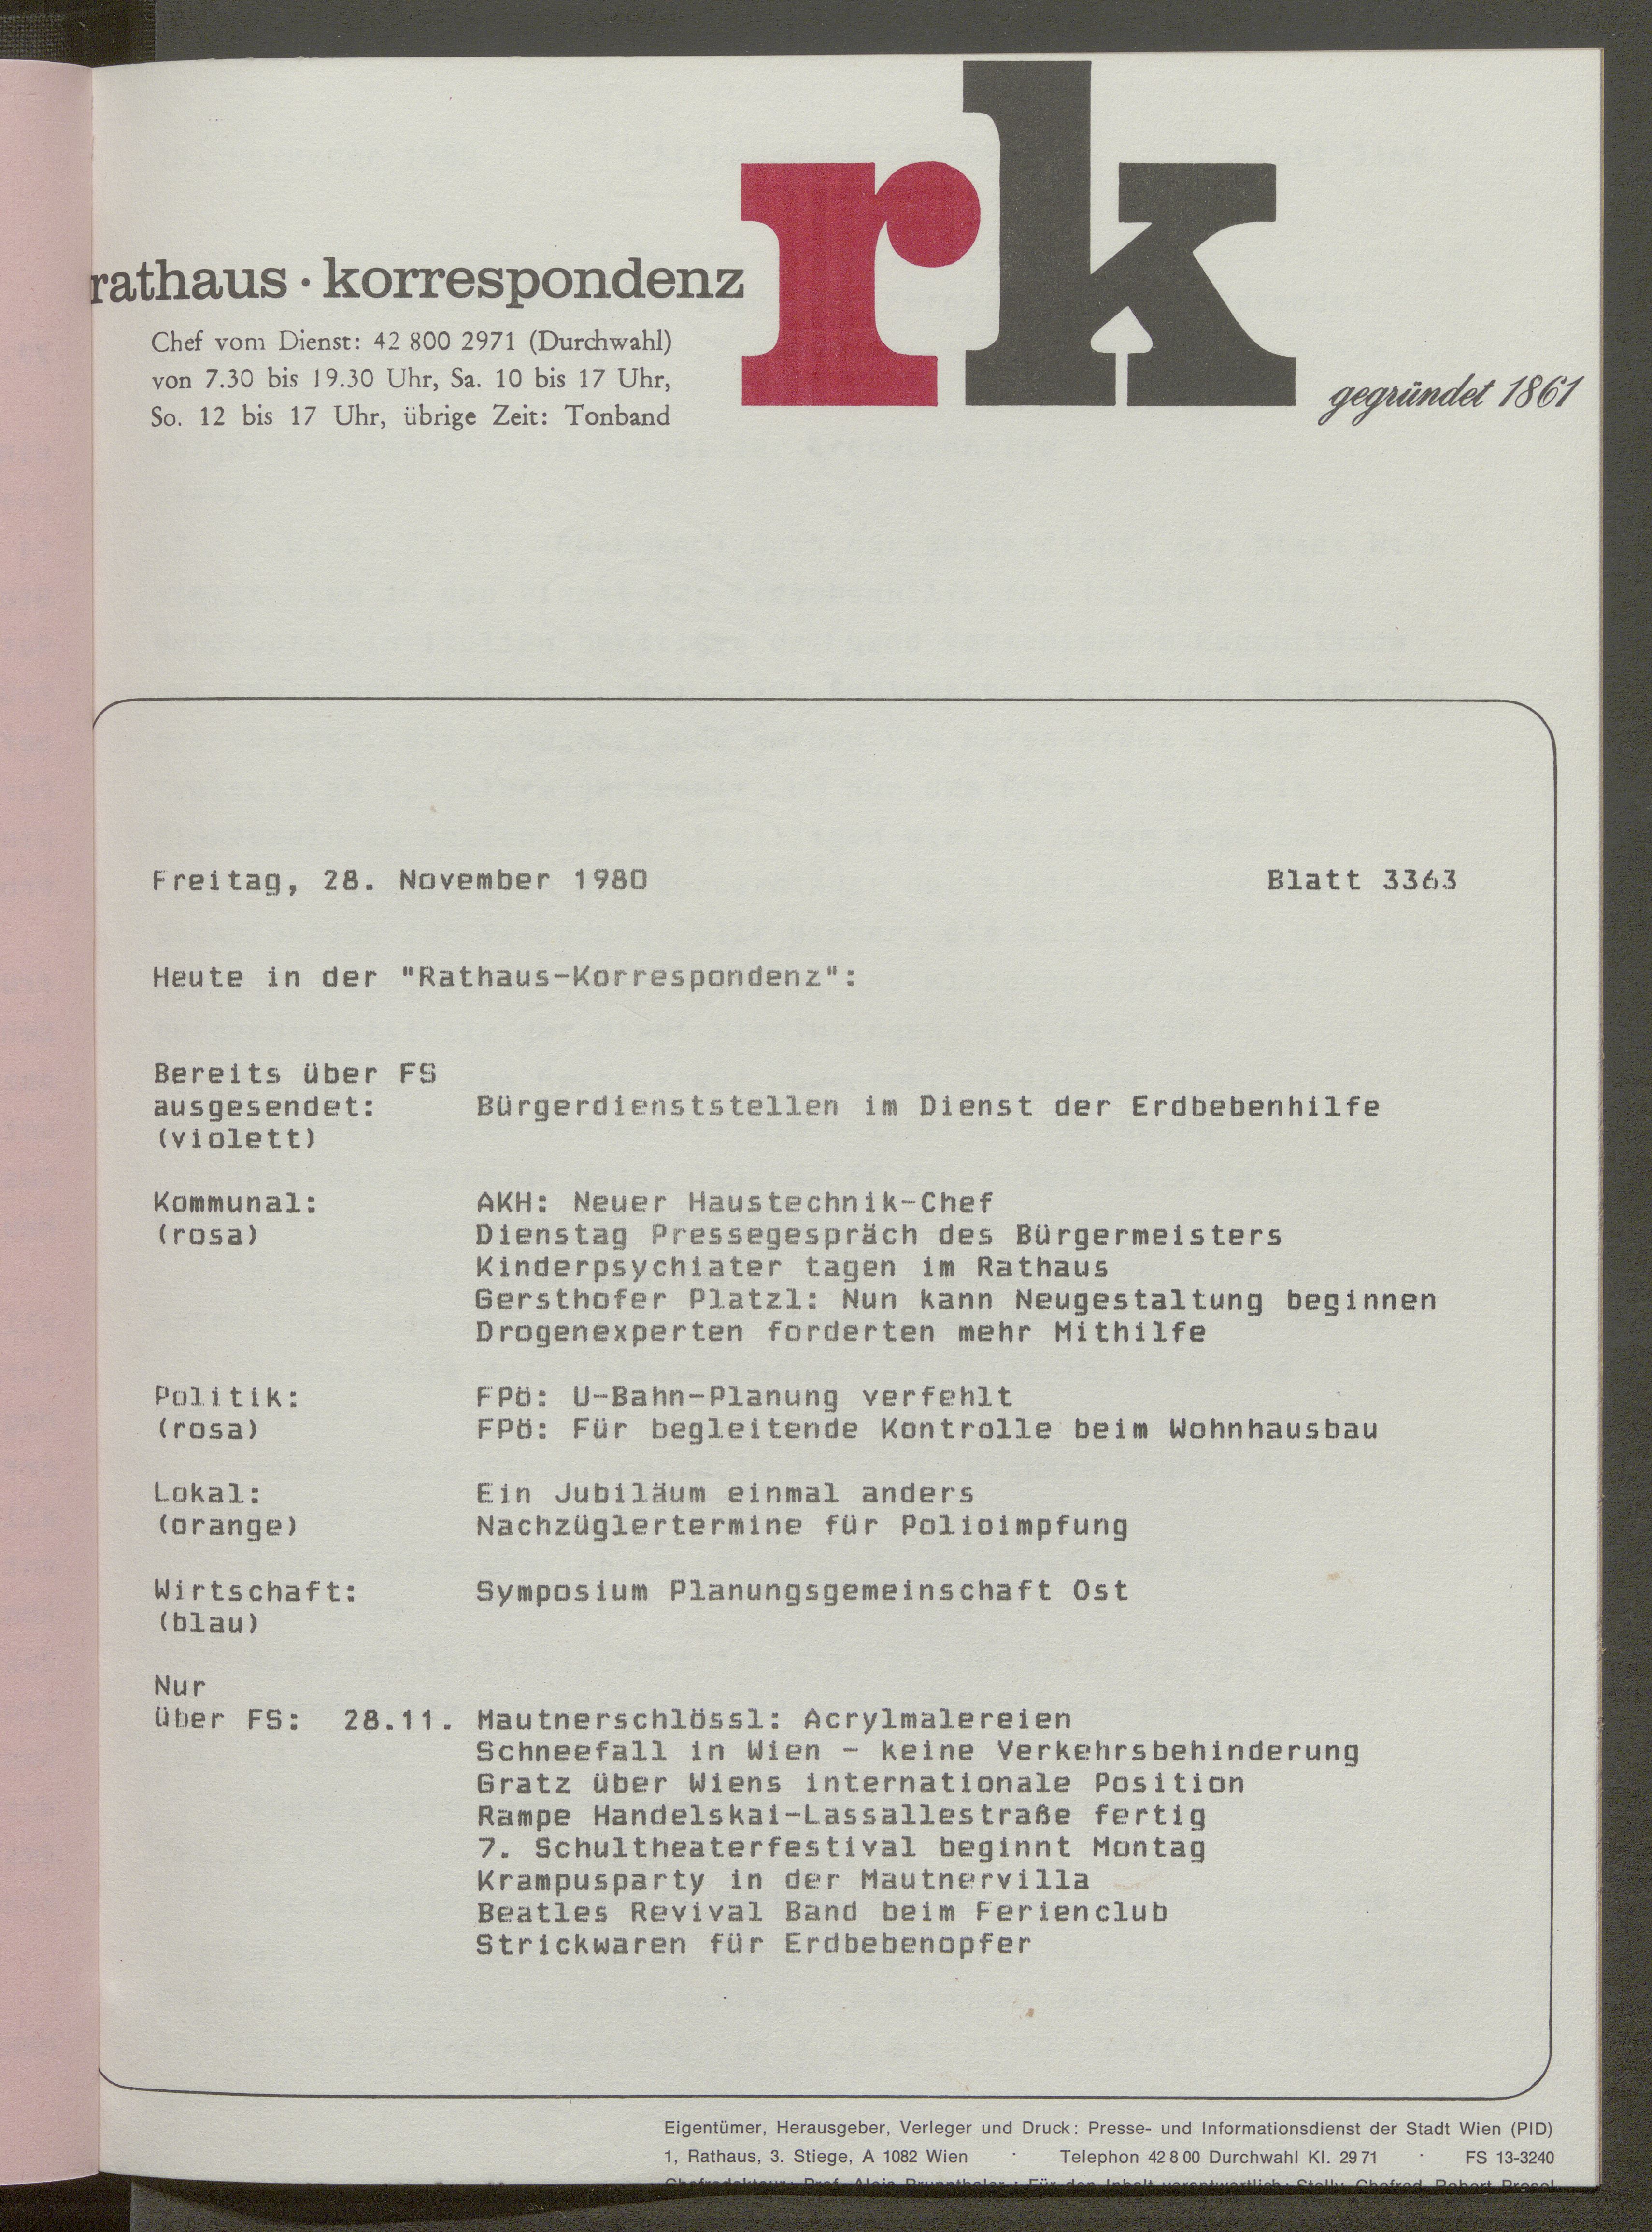 rk
rathaus · korrespondenz
Chef vom Dienst: 42 800 2971 (Durchwahl)
von 7.30 bis 19.30 Uhr, Sa. 10 bis 17 Uhr,
So. 12 bis 17 Uhr, übrige Zeit: Tonband
gegründet 1861
Freitag, 28. November 1980 Blatt 3363
Heute in der "Rathaus-Korrespondenz":
Bereits über FS
ausgesendet: Bürgerdienststellen im Dienst der Erdbebenhilfe
(violett)
Kommunal: AKH: Neuer Haustechnik-Chef
(rosa) Dienstag Pressegespräch des Bürgermeisters
Kinderpsychiater tagen im Rathaus
Gersthofer Platzl: Nun kann Neugestaltung beginnen
Drogenexperten forderten mehr Mithilfe
Politik: FPö: U-Bahn-Planung verfehlt
(rosa) FPö: Für begleitende Kontrolle beim Wohnhausbau
Lokal: Ein Jubiläum einmal anders
(orange) Nachzüglertermine für Polioimpfung
Wirtschaft: Symposium Planungsgemeinschaft Ost
(blau)
Nur
über FS: 28.11. Mautnerschlössl: Acrylmalereien
Schneefall in Wien - keine Verkehrsbehinderung
Gratz über Wiens internationale Position
Rampe Handelskai-Lassallestraße fertig
7. Schultheaterfestival beginnt Montag
Krampusparty in der Mautnervilla
Beatles Revival Band beim Ferienclub
Strickwaren für Erdbebenopfer
Eigentümer, Herausgeber, Verleger und Druck: Presse- und Informationsdienst der Stadt Wien (PID)
1, Rathaus, 3. Stiege, A 1082 Wien · Telephon 42 8 00 Durchwahl Kl. 29 71 · FS 13-3240